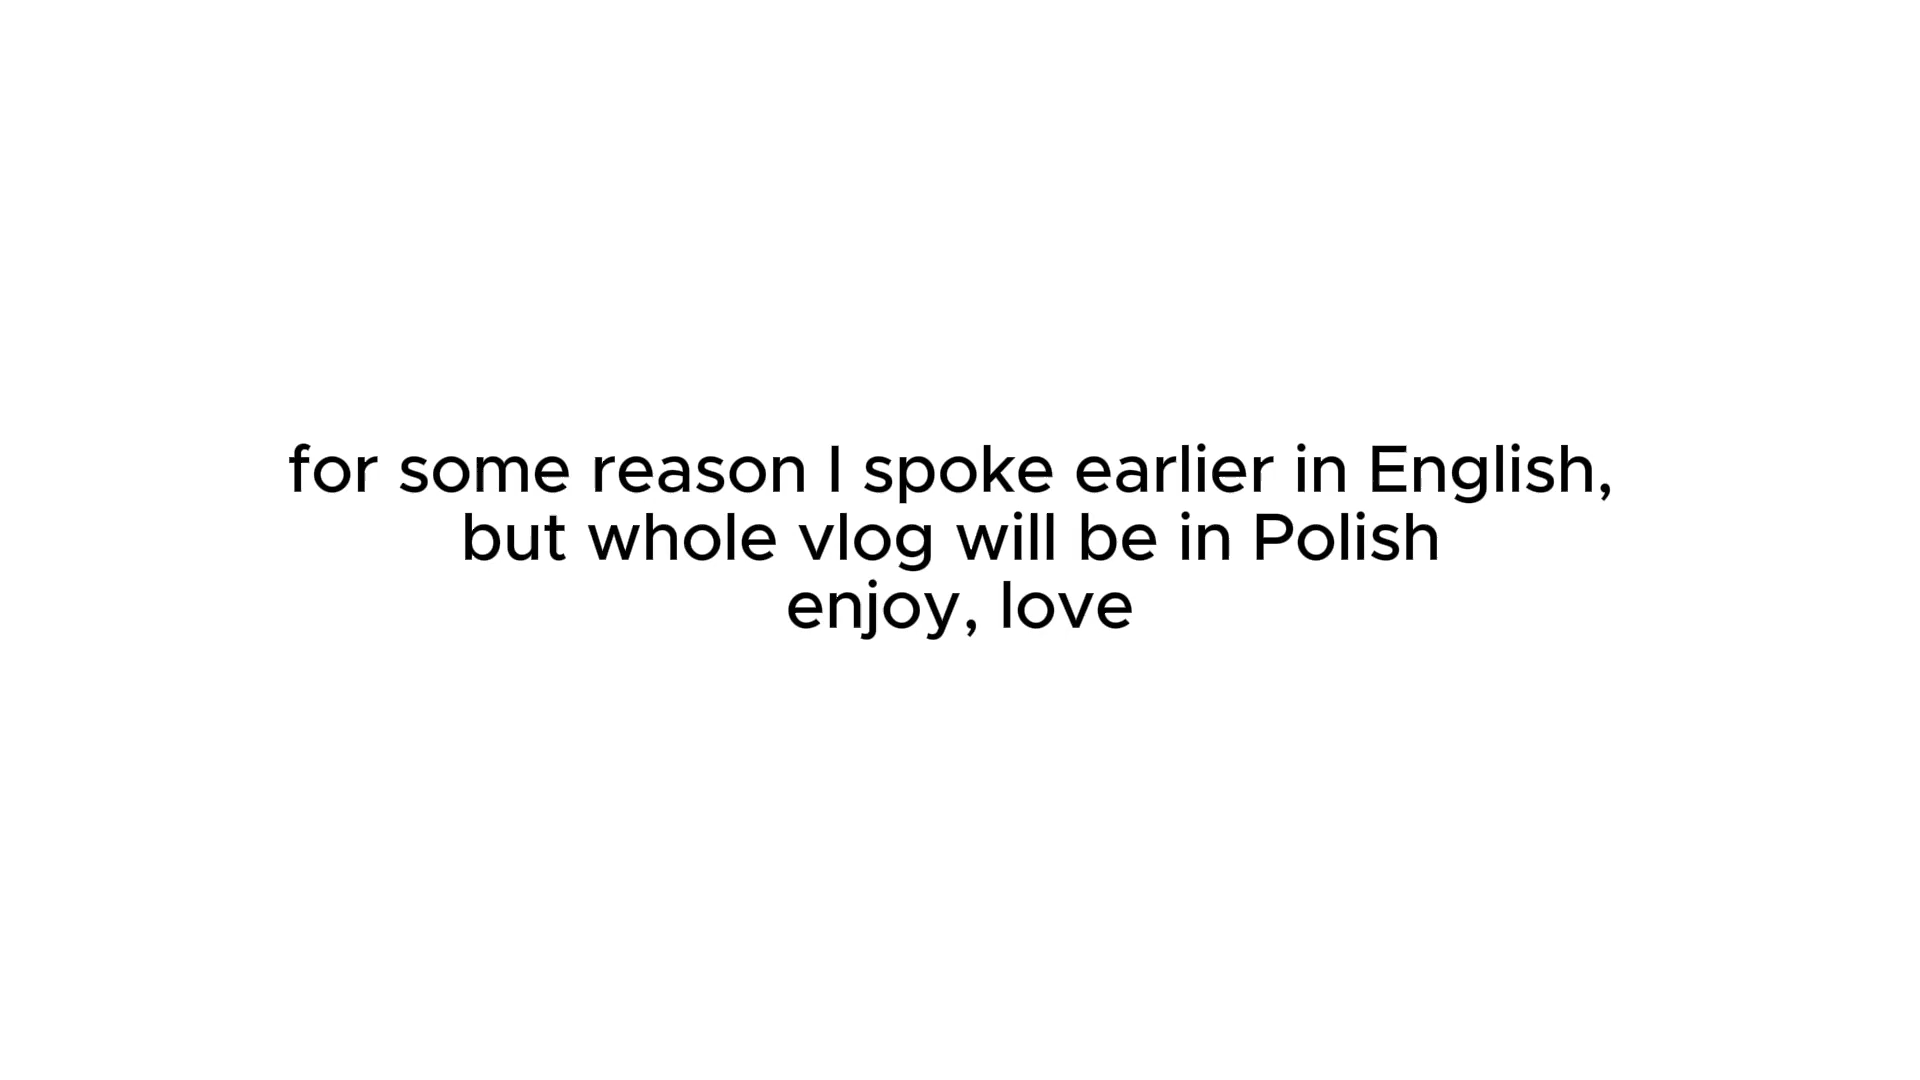 for some reason I spoke earlier in English,
but whole vlog will be in Polish
enjoy, love